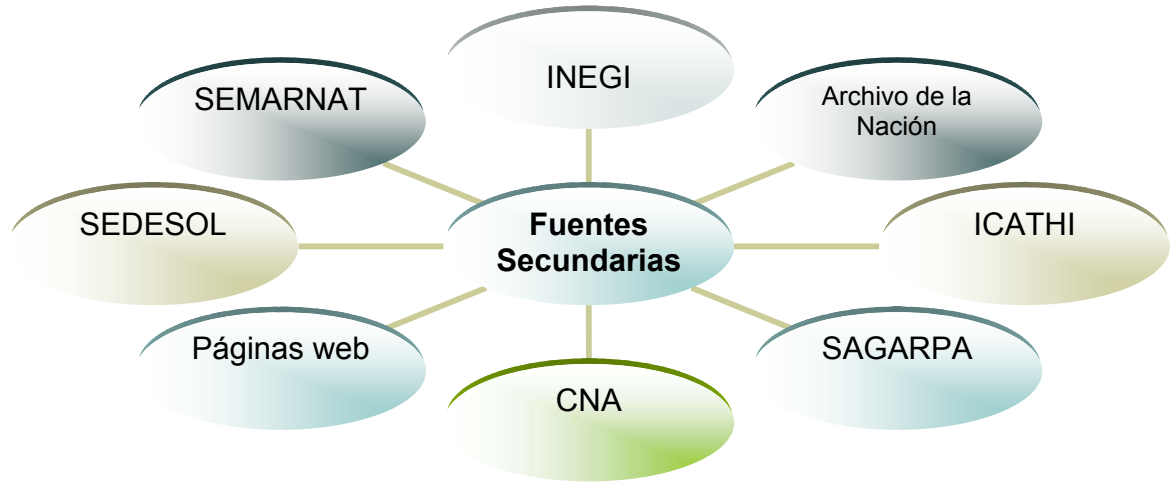 INEGI
SEMARNAT
Archivo de la
Nación
SEDESOL
Fuentes
Secundarias
ICATHI
Páginas web
SAGARPA
CNA